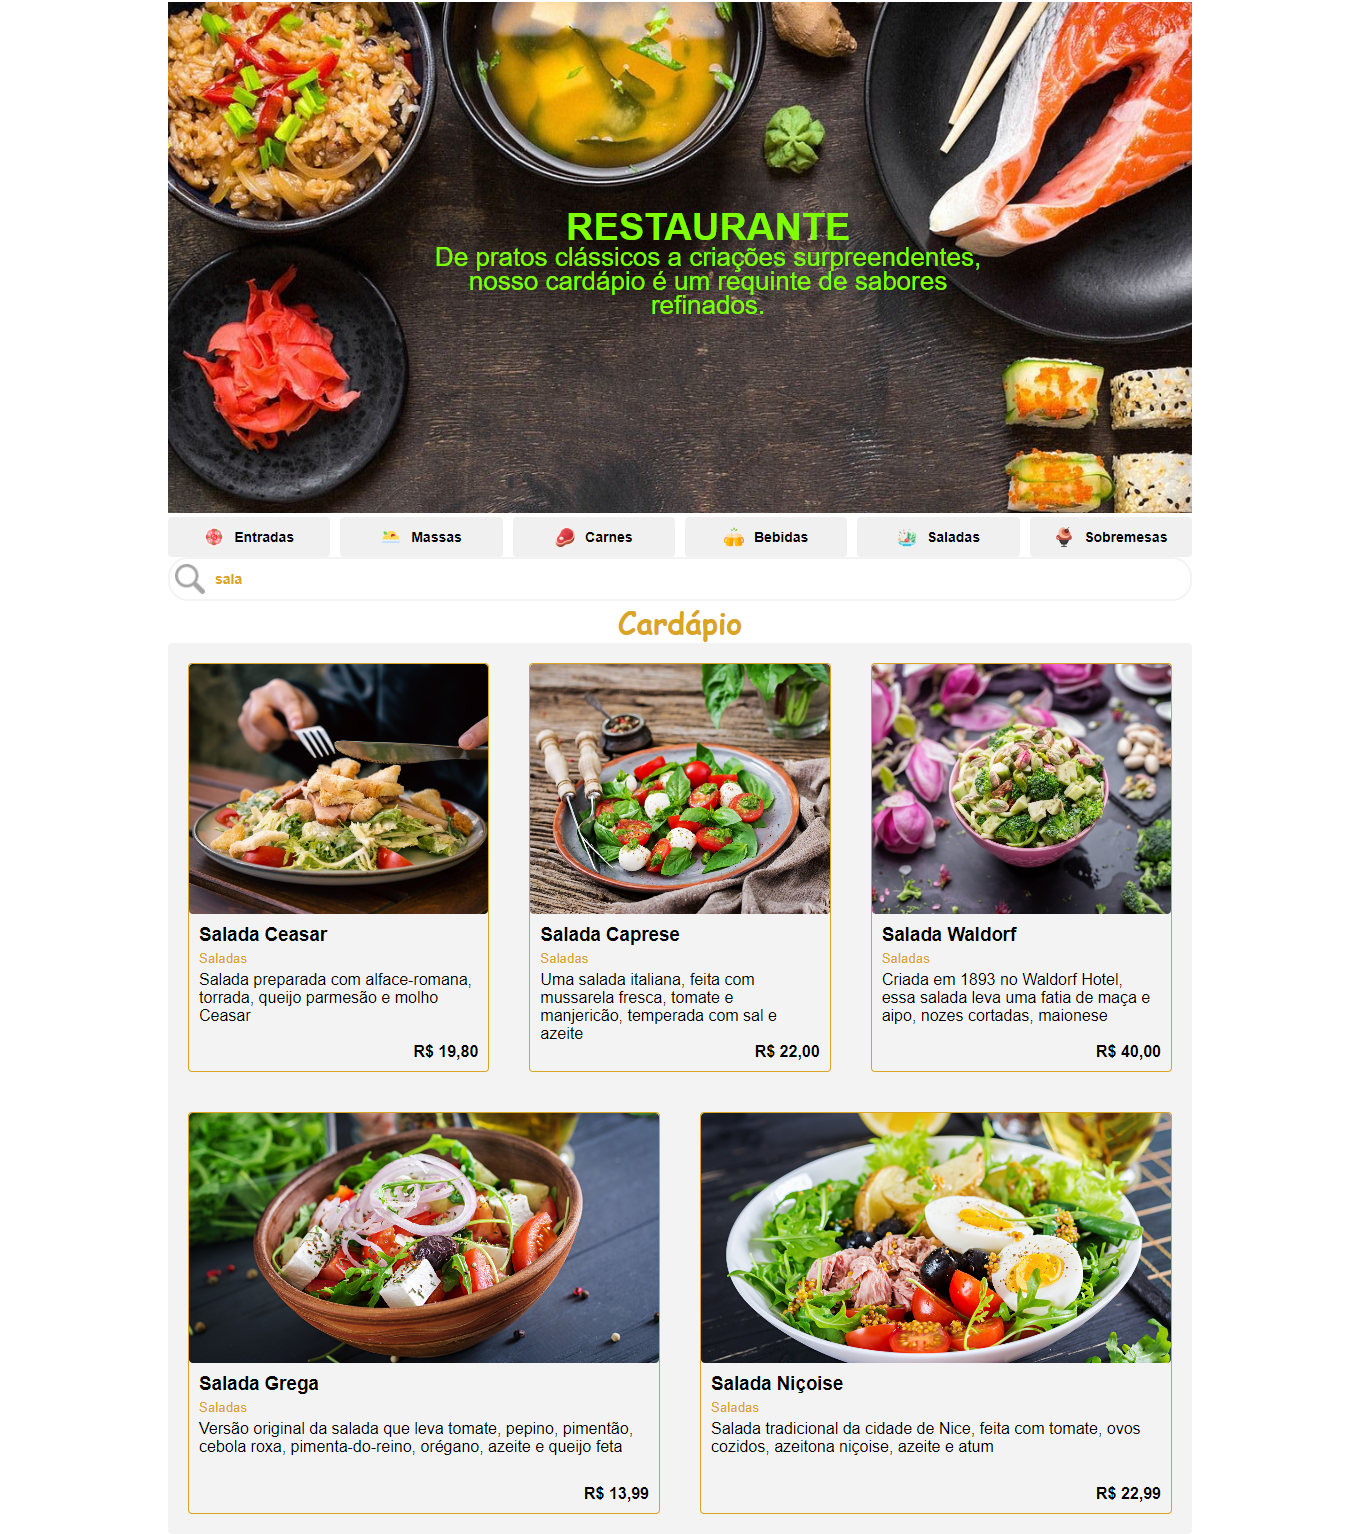 RESTAURANTE
De pratos clássicos a criações surpreendentes,
nosso cardápio é um requinte de sabores
refinados.
Entradas
Massas
Carnes
Bebidas
Saladas
Sobremesas
sala
Cardápio
Salada Ceasar
Saladas
Salada preparada com alface-romana,
torrada, queijo parmesão e molho
Ceasar
R$ 19,80
Salada Caprese
Saladas
Uma salada italiana, feita com
mussarela fresca, tomate e
manjericão, temperada com sal e
azeite
R$ 22,00
Salada Waldorf
Saladas
Criada em 1893 no Waldorf Hotel,
essa salada leva uma fatia de maça e
aipo, nozes cortadas, maionese
R$ 40,00
Salada Grega
Saladas
Versão original da salada que leva tomate, pepino, pimentão,
cebola roxa, pimenta-do-reino, orégano, azeite e queijo feta
R$ 13,99
Salada Niçoise
Saladas
Salada tradicional da cidade de Nice, feita com tomate, ovos
cozidos, azeitona niçoise, azeite e atum
R$ 22,99